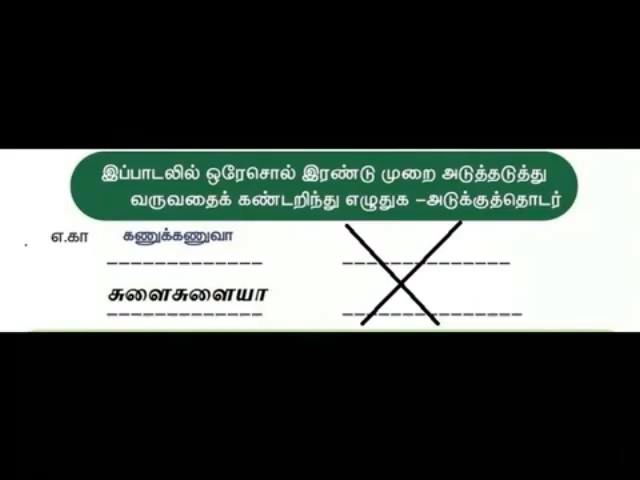 இப்பாடலில் ஒரேசொல் இரண்டு முறை அடுத்தடுத்து
வருவதைக் கண்டறிந்து எழுதுக –அடுக்குத்தொடர்
எ.கா கணுக்கணுவா
சுளைசுளையா